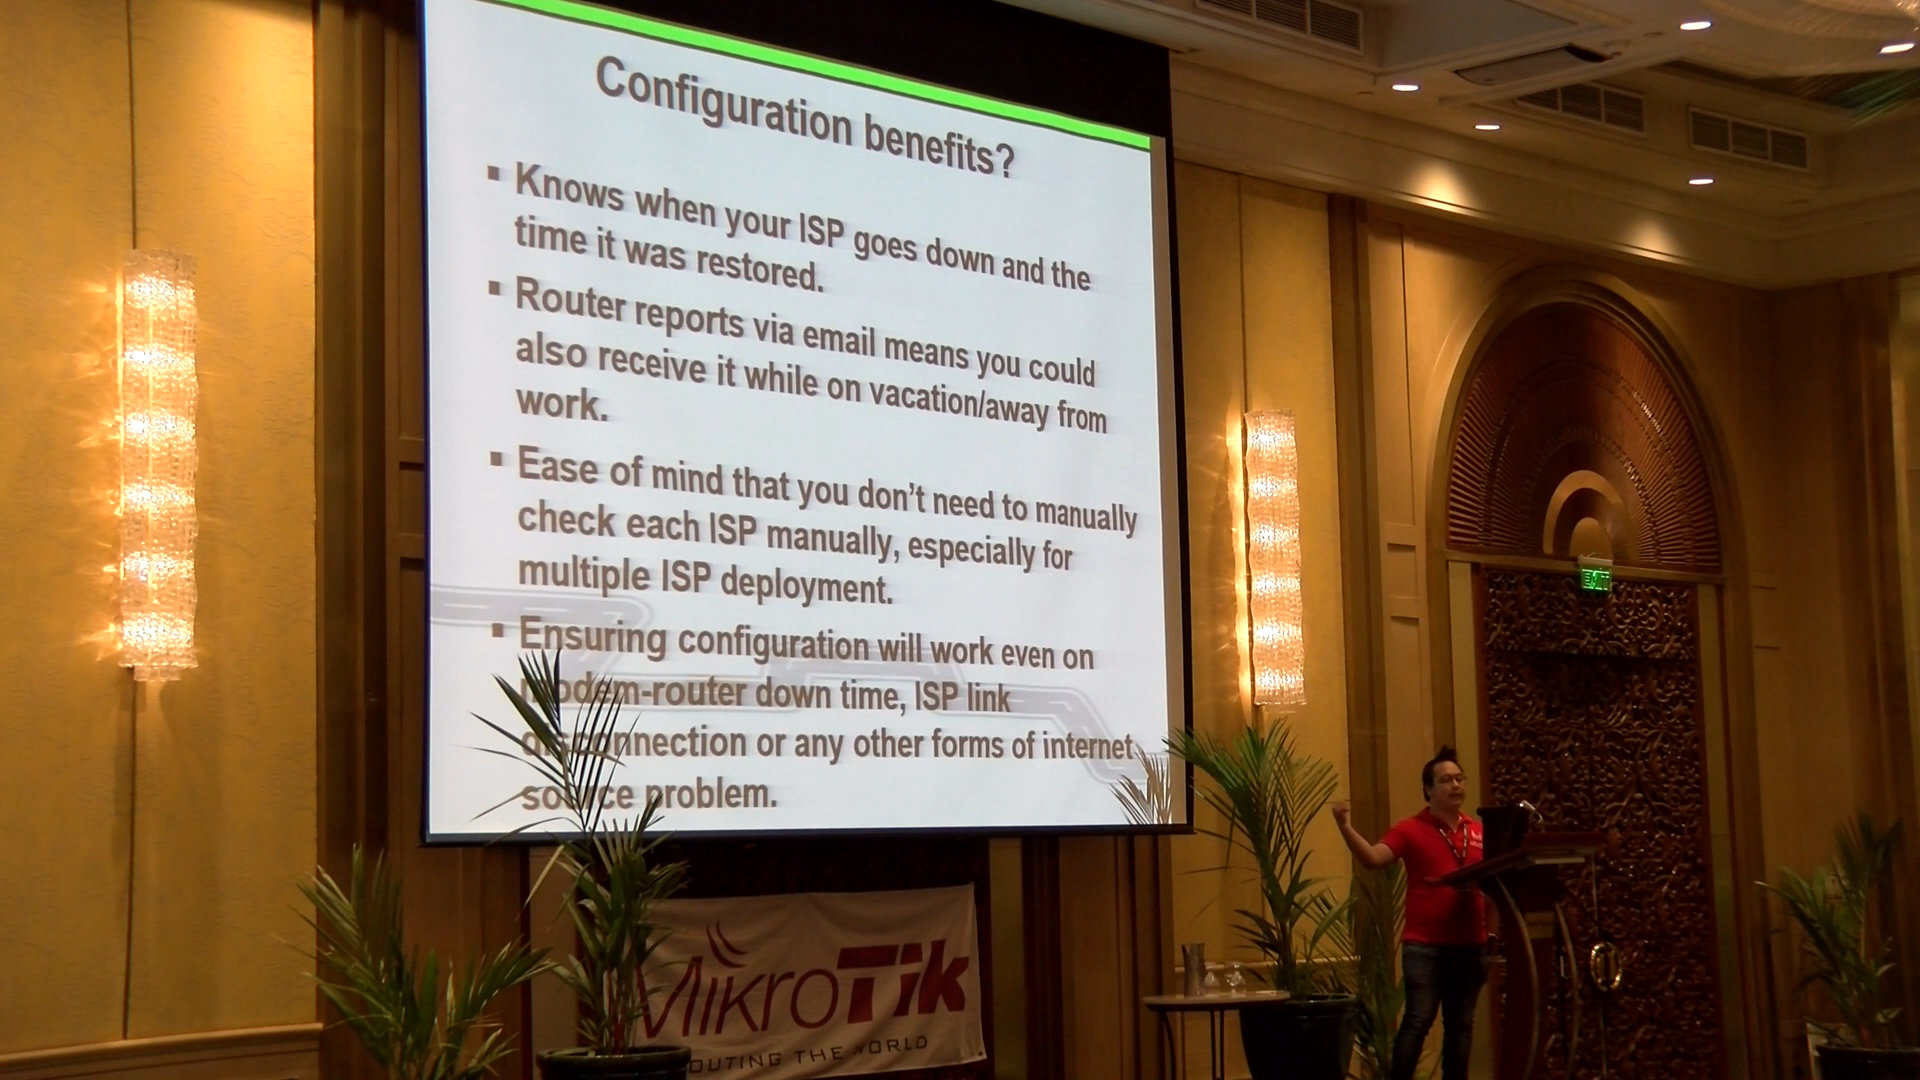 Configuration benefits?
▪ Knows when your ISP goes down and the
time it was restored.
▪ Router reports via email means you could
also receive it while on vacation/away from
work.
▪ Ease of mind that you don't need to manually
check each ISP manually, especially for
multiple ISP deployment.
▪ Ensuring configuration will work even on
modem-router down time, ISP link
disconnection or any other forms of internet
source problem.
EXIT
MikroTik
ROUTING THE WORLD